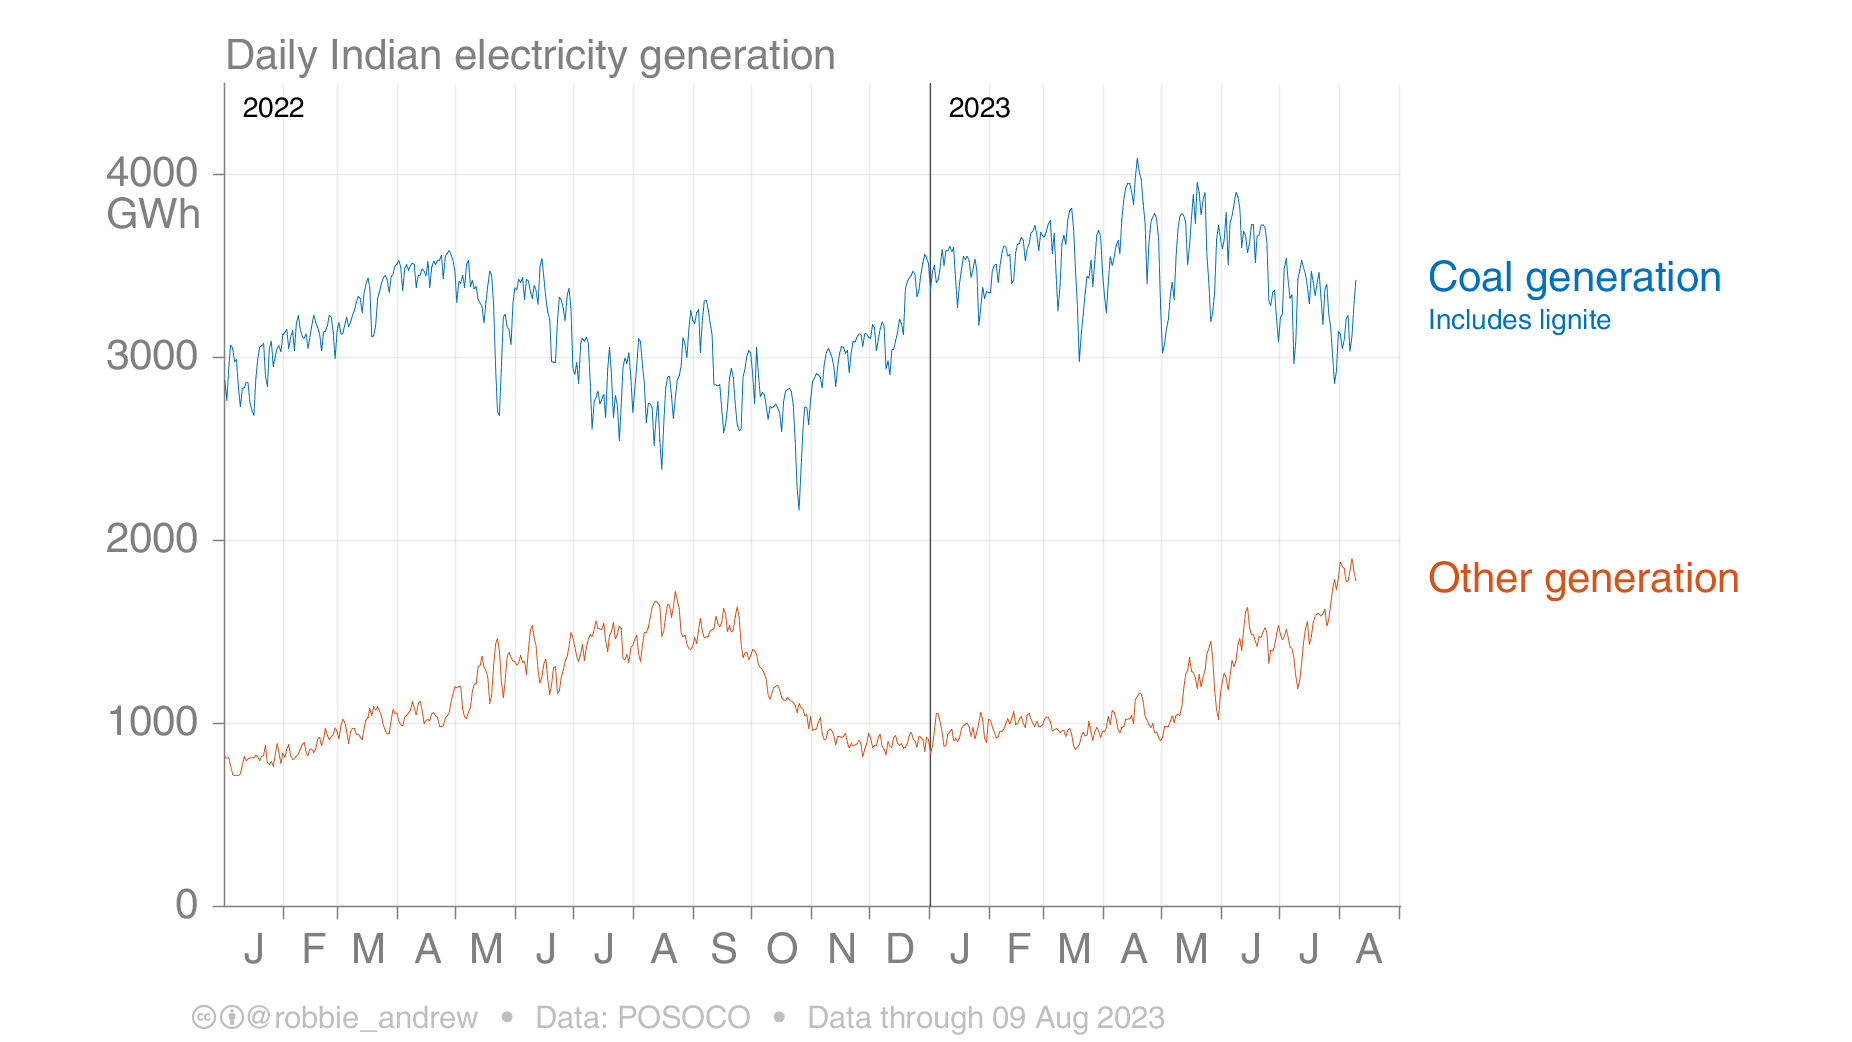 Daily Indian electricity generation
2022
2023
4000
GWh
3000
2000
1000
0
Coal generation
Includes lignite
Other generation
J F M A M J J A S O N D J F M A M J J A
cc @robbie_andrew • Data: POSOCO • Data through 09 Aug 2023